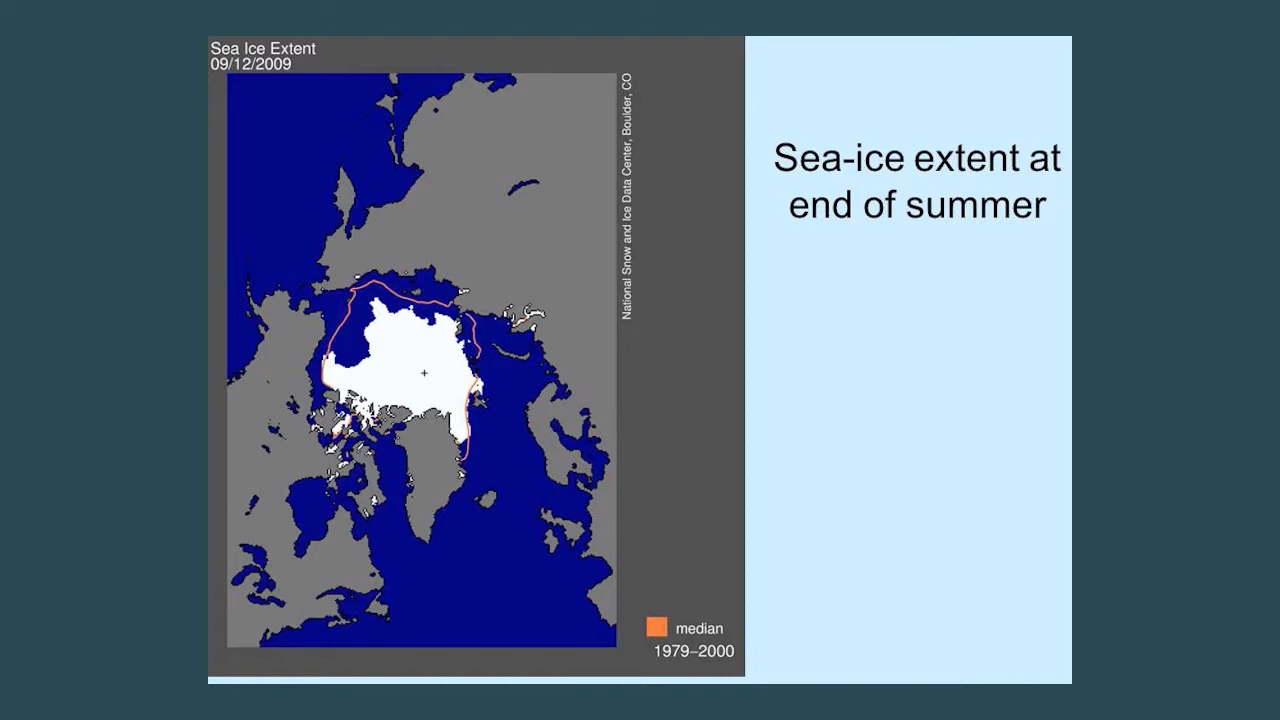 Sea Ice Extent
09/12/2009
National Snow and Ice Data Center, Boulder, CO
Sea-ice extent at
end of summer
median
1979–2000